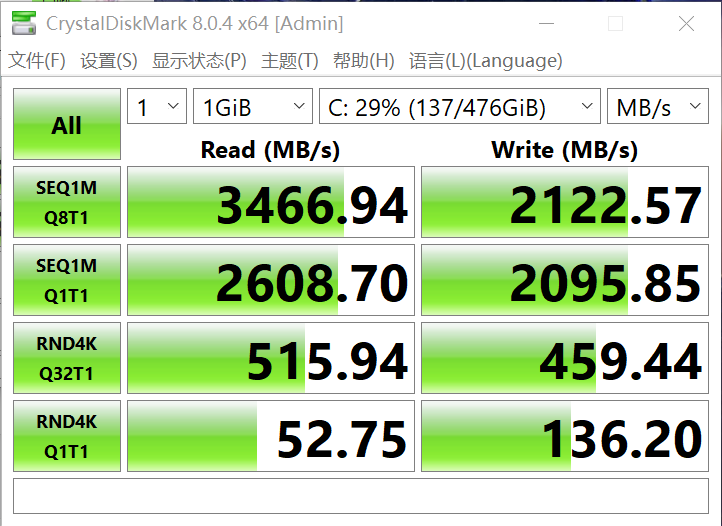 CrystalDiskMark 8.0.4 x64 [Admin]
文件(F) 设置(S) 显示状态(P) 主题(T) 帮助(H) 语言(L)(Language)
All 1 1GiB C: 29% (137/476GiB) MB/s
Read (MB/s) Write (MB/s)
SEQ1M
Q8T1 3466.94 2122.57
SEQ1M
Q1T1 2608.70 2095.85
RND4K
Q32T1 515.94 459.44
RND4K
Q1T1 52.75 136.20